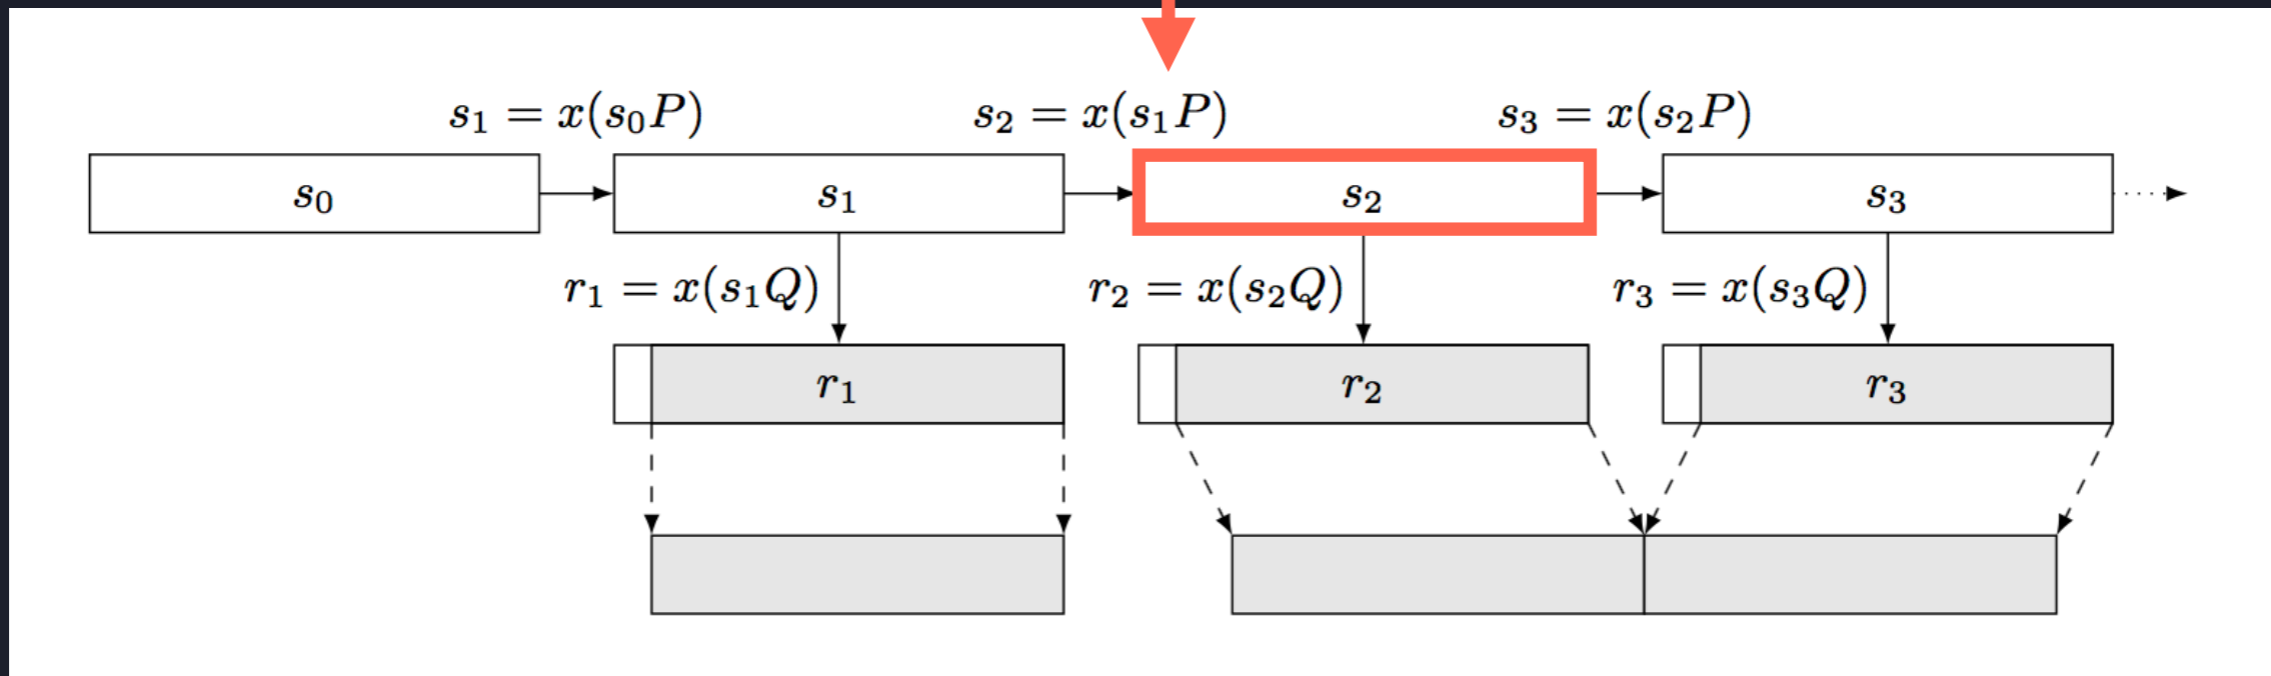 s₁ = x(s₀P) s₂ = x(s₁P) s₃ = x(s₂P)
s₀ s₁ s₂ s₃
r₁ = x(s₁Q) r₂ = x(s₂Q) r₃ = x(s₃Q)
r₁ r₂ r₃